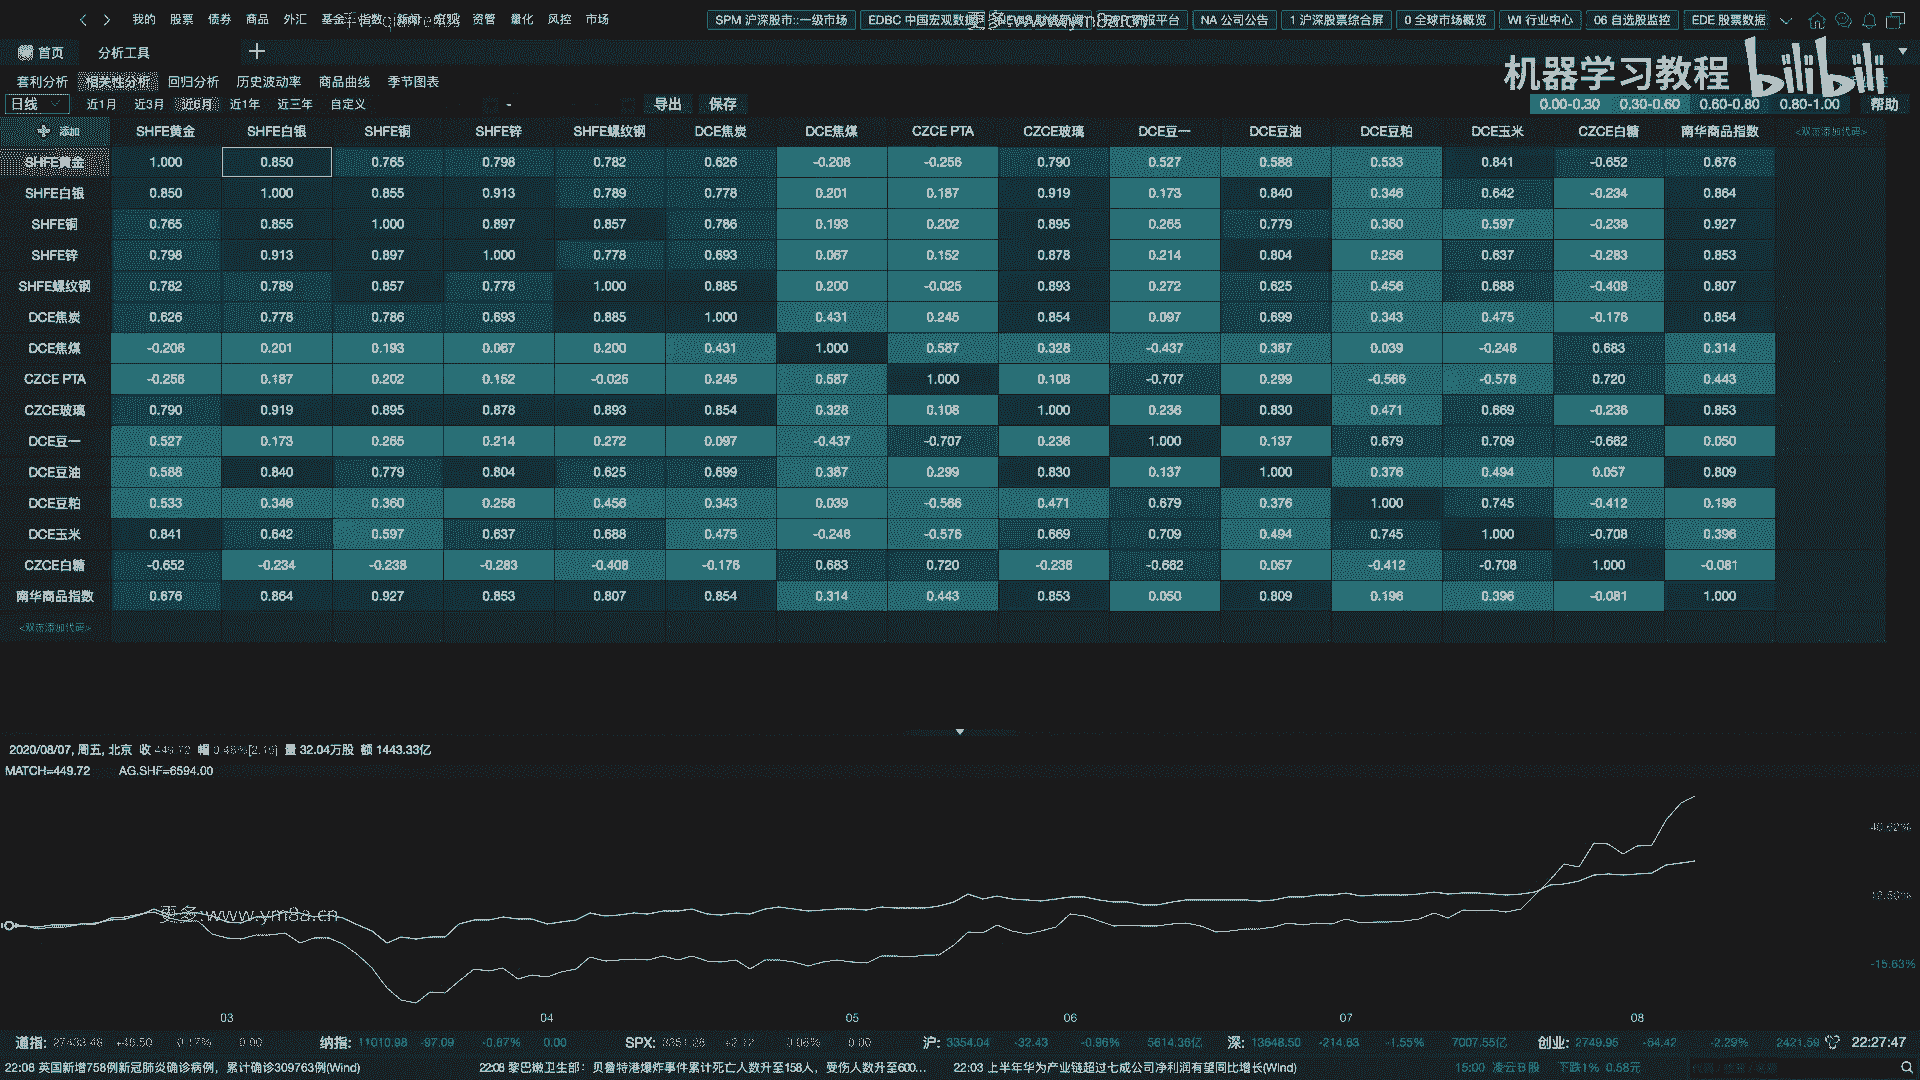 我的 股票 债券 商品 外汇 基金 指数 新闻 宏观 资管 量化 风控 市场
SPM 沪深股市::一级市场 EDBC 中国宏观数据 RPP 研报平台 NA 公司公告 1 沪深股票综合屏 0 全球市场概览 WI 行业中心 06 自选股监控 EDE 股票数据
首页 分析工具 +
机器学习教程 bilibili
套利分析 相关性分析 回归分析 历史波动率 商品曲线 季节图表
日线 近1月 近3月 近6月 近1年 近三年 自定义 - 导出 保存 0.00-0.30 0.30-0.60 0.60-0.80 0.80-1.00 帮助
添加 SHFE黄金 SHFE白银 SHFE铜 SHFE锌 SHFE螺纹钢 DCE焦炭 DCE焦煤 CZCE PTA CZCE玻璃 DCE豆一 DCE豆油 DCE豆粕 DCE玉米 CZCE白糖 南华商品指数 <双击添加代码>
SHFE黄金 1.000 0.850 0.765 0.798 0.782 0.626 -0.206 -0.256 0.790 0.527 0.588 0.533 0.841 -0.652 0.676
SHFE白银 0.850 1.000 0.855 0.913 0.789 0.778 0.201 0.187 0.919 0.173 0.840 0.346 0.642 -0.234 0.864
SHFE铜 0.765 0.855 1.000 0.897 0.857 0.786 0.193 0.202 0.895 0.265 0.779 0.360 0.597 -0.238 0.927
SHFE锌 0.798 0.913 0.897 1.000 0.778 0.693 0.067 0.152 0.878 0.214 0.804 0.256 0.637 -0.283 0.853
SHFE螺纹钢 0.782 0.789 0.857 0.778 1.000 0.885 0.200 -0.025 0.893 0.272 0.625 0.456 0.688 -0.408 0.807
DCE焦炭 0.626 0.778 0.786 0.693 0.885 1.000 0.431 0.245 0.854 0.097 0.699 0.343 0.475 -0.176 0.854
DCE焦煤 -0.206 0.201 0.193 0.067 0.200 0.431 1.000 0.587 0.328 -0.437 0.387 0.039 -0.246 0.683 0.314
CZCE PTA -0.256 0.187 0.202 0.152 -0.025 0.245 0.587 1.000 0.108 -0.707 0.299 -0.566 -0.576 0.720 0.443
CZCE玻璃 0.790 0.919 0.895 0.878 0.893 0.854 0.328 0.108 1.000 0.236 0.830 0.471 0.669 -0.236 0.853
DCE豆一 0.527 0.173 0.265 0.214 0.272 0.097 -0.437 -0.707 0.236 1.000 0.137 0.679 0.709 -0.662 0.050
DCE豆油 0.588 0.840 0.779 0.804 0.625 0.699 0.387 0.299 0.830 0.137 1.000 0.376 0.494 0.057 0.809
DCE豆粕 0.533 0.346 0.360 0.256 0.456 0.343 0.039 -0.566 0.471 0.679 0.376 1.000 0.745 -0.412 0.196
DCE玉米 0.841 0.642 0.597 0.637 0.688 0.475 -0.246 -0.576 0.669 0.709 0.494 0.745 1.000 -0.708 0.396
CZCE白糖 -0.652 -0.234 -0.238 -0.283 -0.408 -0.176 0.683 0.720 -0.236 -0.662 0.057 -0.412 -0.708 1.000 -0.081
南华商品指数 0.676 0.864 0.927 0.853 0.807 0.854 0.314 0.443 0.853 0.050 0.809 0.196 0.396 -0.081 1.000
<双击添加代码>
2020/08/07, 周五, 北京 收 449.72 幅 量 32.04万股 额 1443.33亿
MATCH=449.72 AG.SHF=6594.00
更多:www.ym8a.cn
-15.63%
03 04 05 06 07 08
道指: 27433.48 +46.50 0.17% 0.00 纳指: 11010.98 -97.09 -0.87% 0.00 SPX: 3351.28 0.06% 0.00 沪: 3354.04 -32.43 -0.96% 5614.36亿 深: 13648.50 -214.63 -1.55% 7007.55亿 创业: 2749.95 -64.42 -2.29% 22:27:47
22:08 英国新增758例新冠肺炎确诊病例，累计确诊309763例(Wind) 22:08 黎巴嫩卫生部：贝鲁特港爆炸事件累计死亡人数升至158人，受伤人数升至600... 22:03 上半年华为产业链超过七成公司净利润有望同比增长(Wind) 15:00 凌云B股 下跌1% 0.58元